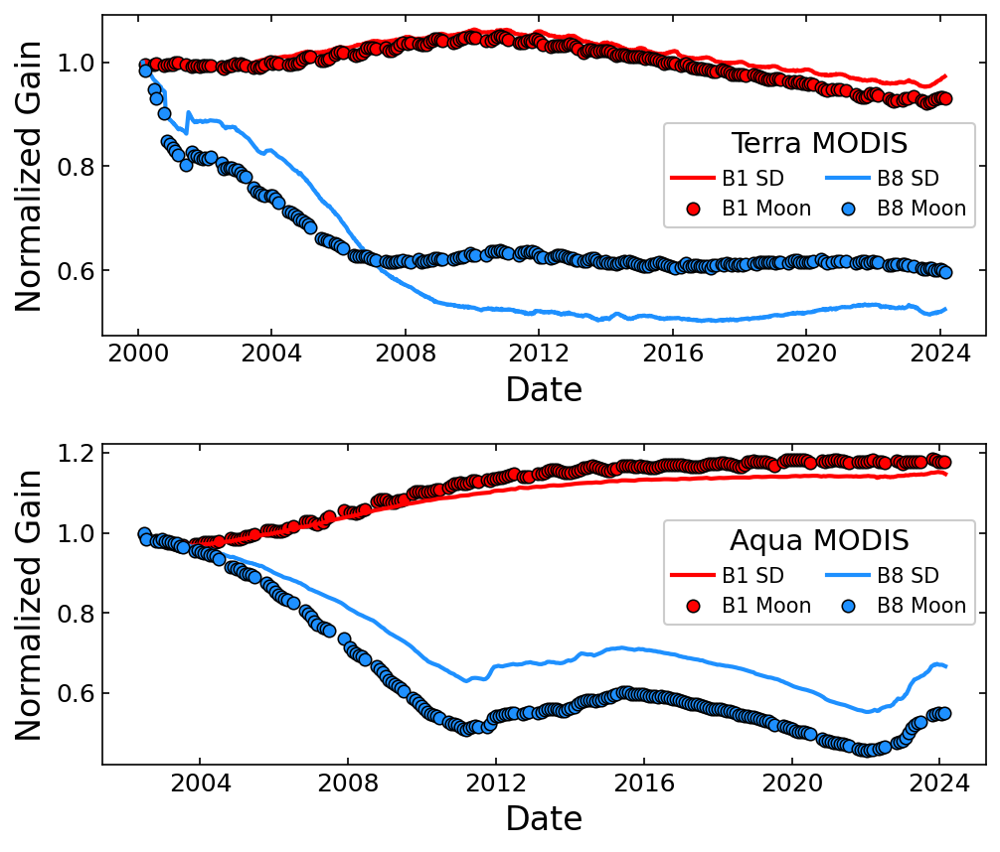 Normalized Gain
1.0
0.8
0.6
Terra MODIS
B1 SD B8 SD
B1 Moon B8 Moon
2000 2004 2008 2012 2016 2020 2024
Date
Normalized Gain
1.2
1.0
0.8
0.6
Aqua MODIS
B1 SD B8 SD
B1 Moon B8 Moon
2004 2008 2012 2016 2020 2024
Date